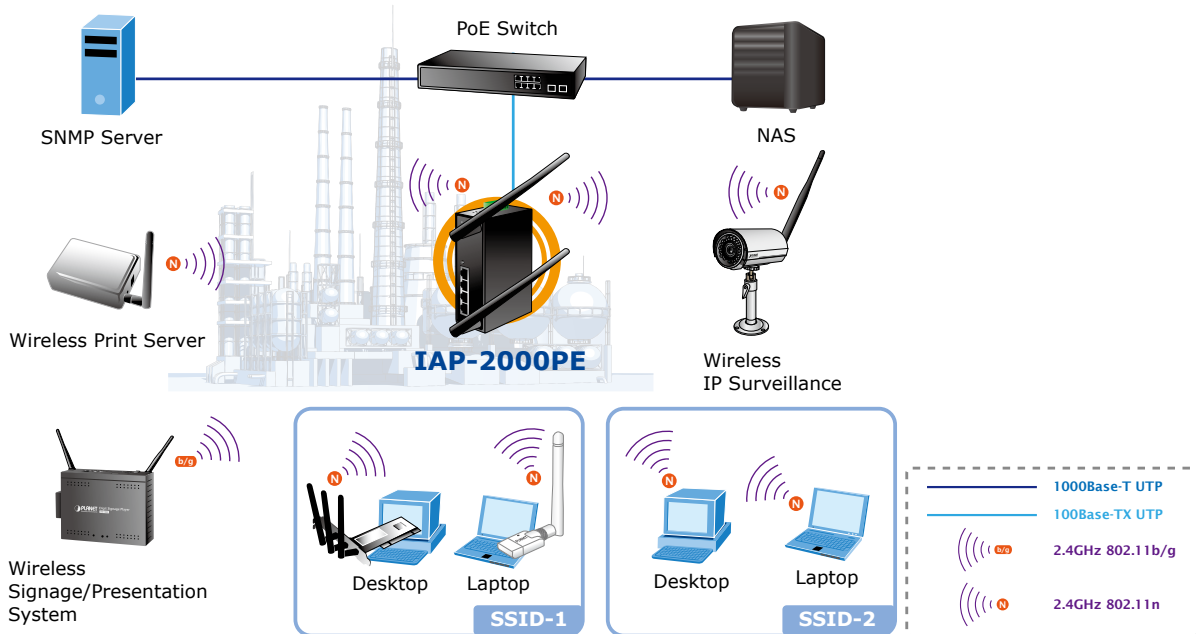 PoE Switch
SNMP Server
NAS
N
N
N
N
Wireless Print Server
IAP-2000PE
Wireless
IP Surveillance
b/g
PLANET
N
N
N
N
Desktop
Laptop
Desktop
Laptop
SSID-1
SSID-2
Wireless
Signage/Presentation
System
1000Base-T UTP
100Base-TX UTP
b/g
2.4GHz 802.11b/g
N
2.4GHz 802.11n